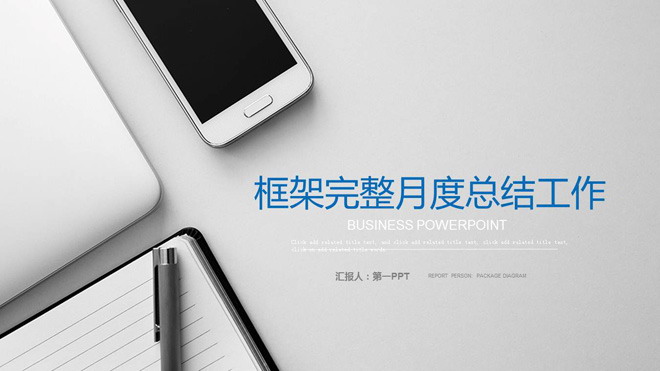 框架完整月度总结工作
BUSINESS POWERPOINT
Click add related title text, and click add related title text, click add related title text,
汇报人：第一PPT
REPORT PERSON: PACKAGE DIAGRAM